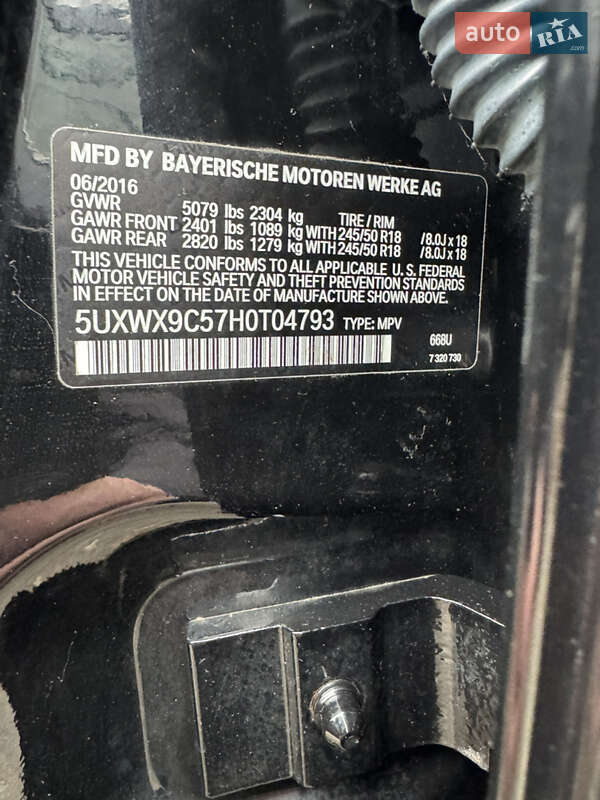 auto RIA .com
MFD BY BAYERISCHE MOTOREN WERKE AG
06/2016
GVWR 5079 lbs 2304 kg TIRE / RIM
GAWR FRONT 2401 lbs 1089 kg WITH 245/50 R18 / 8.0J x 18
GAWR REAR 2820 lbs 1279 kg WITH 245/50 R18 / 8.0J x 18
THIS VEHICLE CONFORMS TO ALL APPLICABLE U. S. FEDERAL
MOTOR VEHICLE SAFETY AND THEFT PREVENTION STANDARDS
IN EFFECT ON THE DATE OF MANUFACTURE SHOWN ABOVE.
5UXWX9C57H0T04793 TYPE: MPV
668U
7 320 730